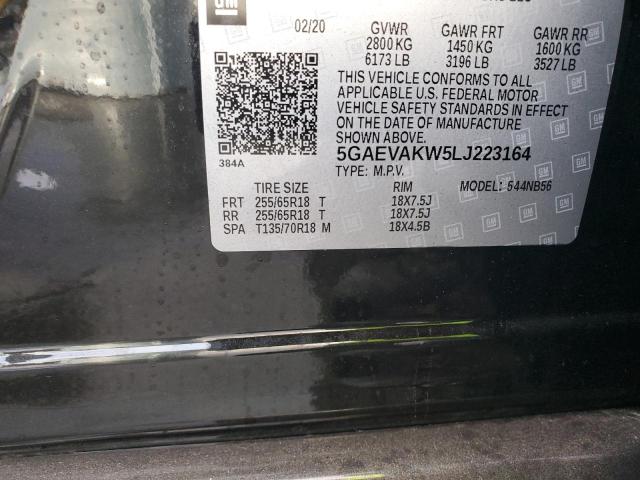 GM
02/20 GVWR GAWR FRT GAWR RR
2800 KG 1450 KG 1600 KG
6173 LB 3196 LB 3527 LB
THIS VEHICLE CONFORMS TO ALL
APPLICABLE U.S. FEDERAL MOTOR
VEHICLE SAFETY STANDARDS IN EFFECT
ON THE DATE OF MANUFACTURE
SHOWN ABOVE.
384A 5GAEVAKW5LJ223164
TYPE: M.P.V.
TIRE SIZE RIM MODEL: 544NB56
FRT 255/65R18 T 18X7.5J
RR 255/65R18 T 18X7.5J
SPA T135/70R18 M 18X4.5B